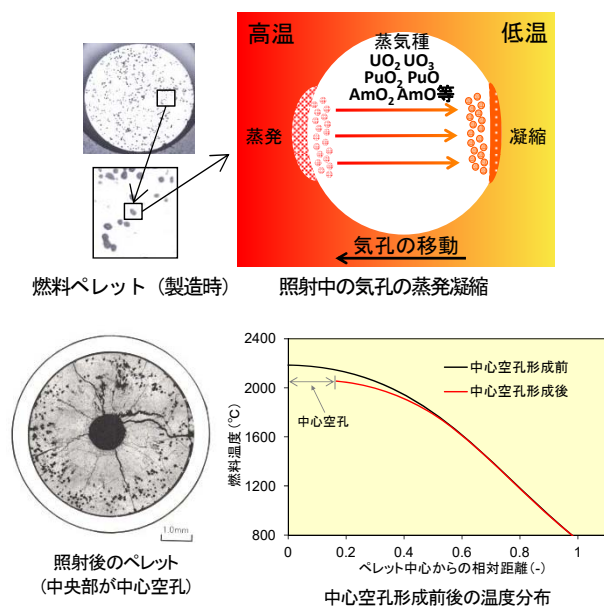 高温
低温
蒸気種
UO2 UO3
PuO2 PuO
AmO2 AmO等
蒸発
凝縮
気孔の移動
燃料ペレット（製造時）
照射中の気孔の蒸発凝縮
1.0mm
照射後のペレット
(中央部が中心空孔)
2400
2000
1600
1200
800
燃料温度(℃)
中心空孔形成前
中心空孔形成後
中心空孔
0
0.2
0.4
0.6
0.8
1
ペレット中心からの相対距離(-)
中心空孔形成前後の温度分布